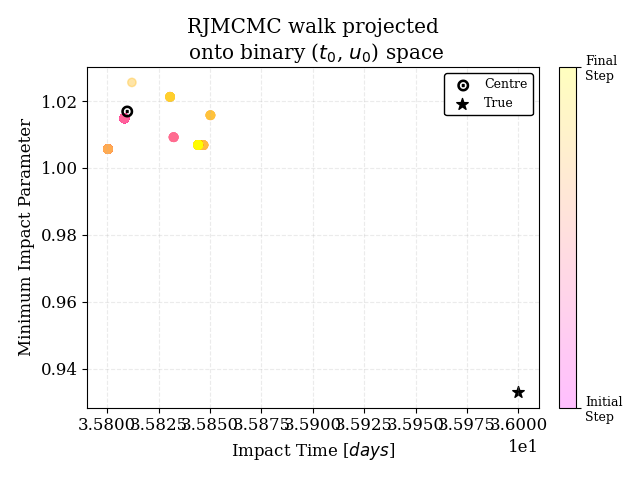 RJMCMC walk projected
onto binary (t₀, u₀) space
Final
Step
Centre
True
1.02
1.00
0.98
0.96
0.94
Minimum Impact Parameter
Initial
Step
3.5800 3.5825 3.5850 3.5875 3.5900 3.5925 3.5950 3.5975 3.6000
1e1
Impact Time [days]